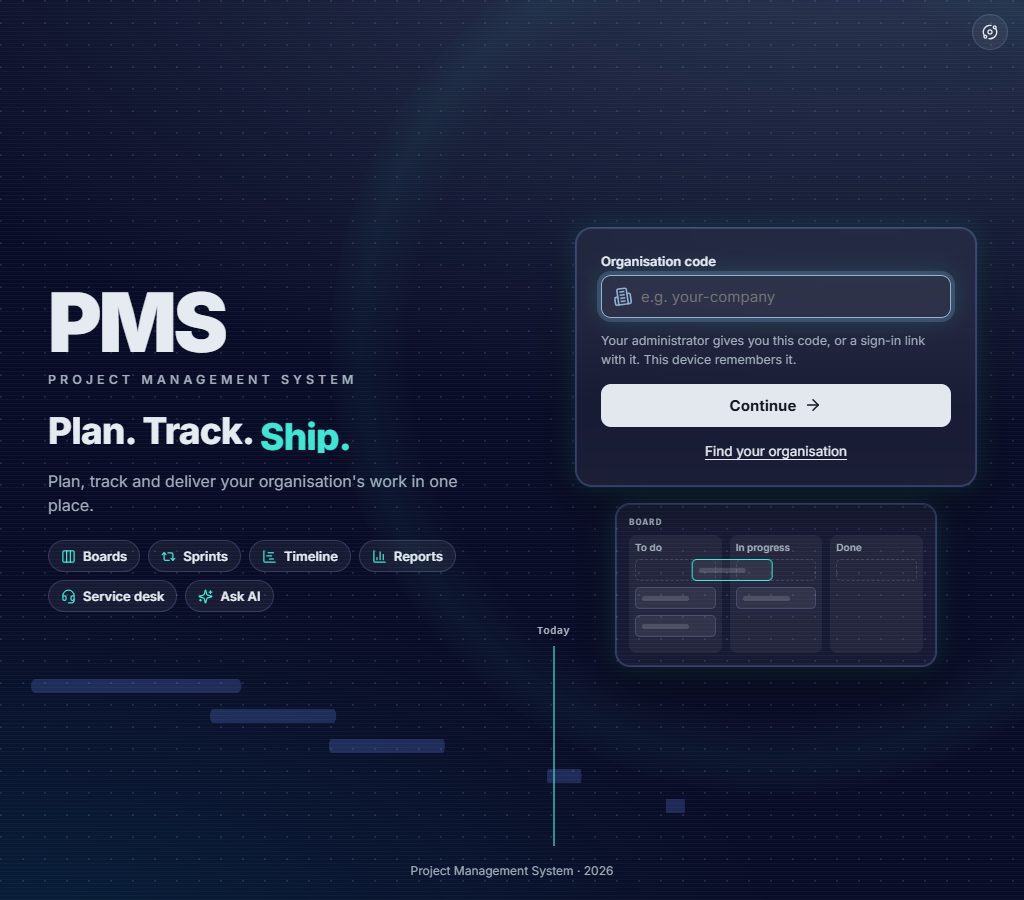 PMS
PROJECT MANAGEMENT SYSTEM
Plan. Track. Ship.
Plan, track and deliver your organisation's work in one
place.
Boards
Sprints
Timeline
Reports
Service desk
Ask AI
Organisation code
e.g. your-company
Your administrator gives you this code, or a sign-in link
with it. This device remembers it.
Continue
Find your organisation
BOARD
To do
In progress
Done
Today
Project Management System · 2026